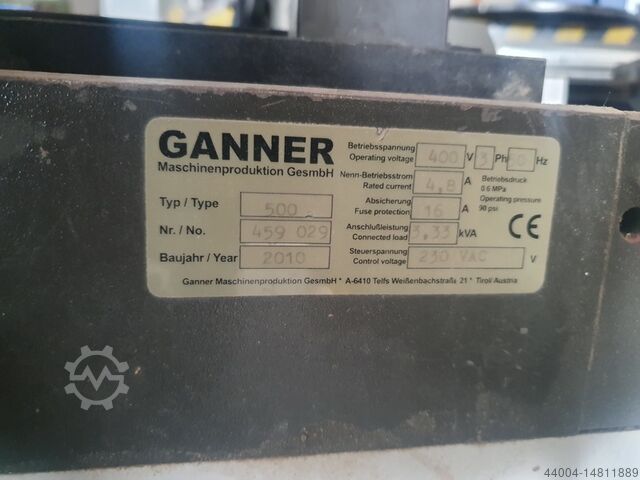 GANNER
Maschinenproduktion GesmbH
Typ / Type 500
Nr. / No. 459 029
Baujahr / Year 2010
Betriebsspannung
Operating voltage 400 V 3 Ph 50 Hz
Nenn-Betriebsstrom
Rated current 4,8 A
Absicherung
Fuse protection 16 A
Anschlußleistung
Connected load 3,33 kVA
Steuerspannung
Control voltage 230 VAC V
Betriebsdruck
0.6 MPa
Operating pressure
90 psi
CE
Ganner Maschinenproduktion GesmbH * A-6410 Telfs Weißenbachstraße 21 * Tirol/Austria
44004-14811889